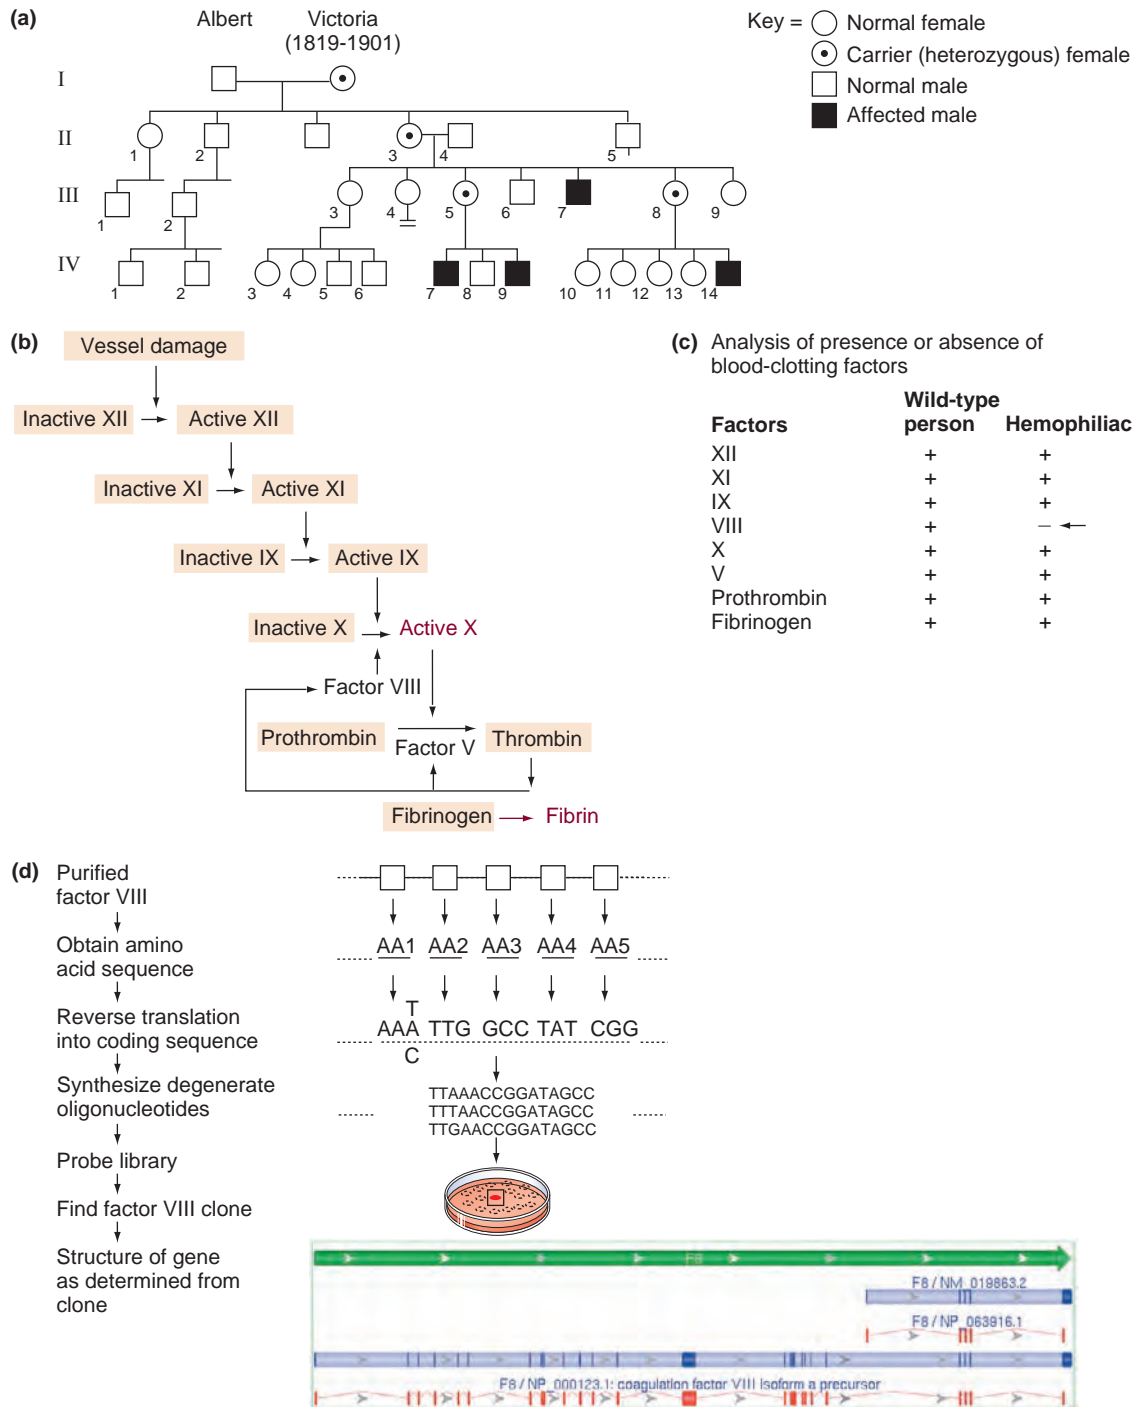 (a)
Albert Victoria
(1819-1901)
Key = Normal female
Carrier (heterozygous) female
Normal male
Affected male
I
II
1 2 3 4 5
III
1 2 3 4 5 6 7 8 9
IV
1 2 3 4 5 6 7 8 9 10 11 12 13 14
(b)
Vessel damage
Inactive XII Active XII
Inactive XI Active XI
Inactive IX Active IX
Inactive X Active X
Factor VIII
Prothrombin Factor V Thrombin
Fibrinogen Fibrin
(c) Analysis of presence or absence of
blood-clotting factors
Wild-type
Factors person Hemophiliac
XII + +
XI + +
IX + +
VIII + –
X + +
V + +
Prothrombin + +
Fibrinogen + +
(d) Purified
factor VIII
Obtain amino
acid sequence
AA1 AA2 AA3 AA4 AA5
Reverse translation
into coding sequence
T
AAA TTG GCC TAT CGG
C
Synthesize degenerate
oligonucleotides
TTAAACCGGATAGCC
TTTAACCGGATAGCC
TTGAACCGGATAGCC
Probe library
Find factor VIII clone
Structure of gene
as determined from
clone
F8
F8 / NM_019863.2
F8 / NP_063916.1
F8 / NP_000123.1: coagulation factor VIII isoform a precursor